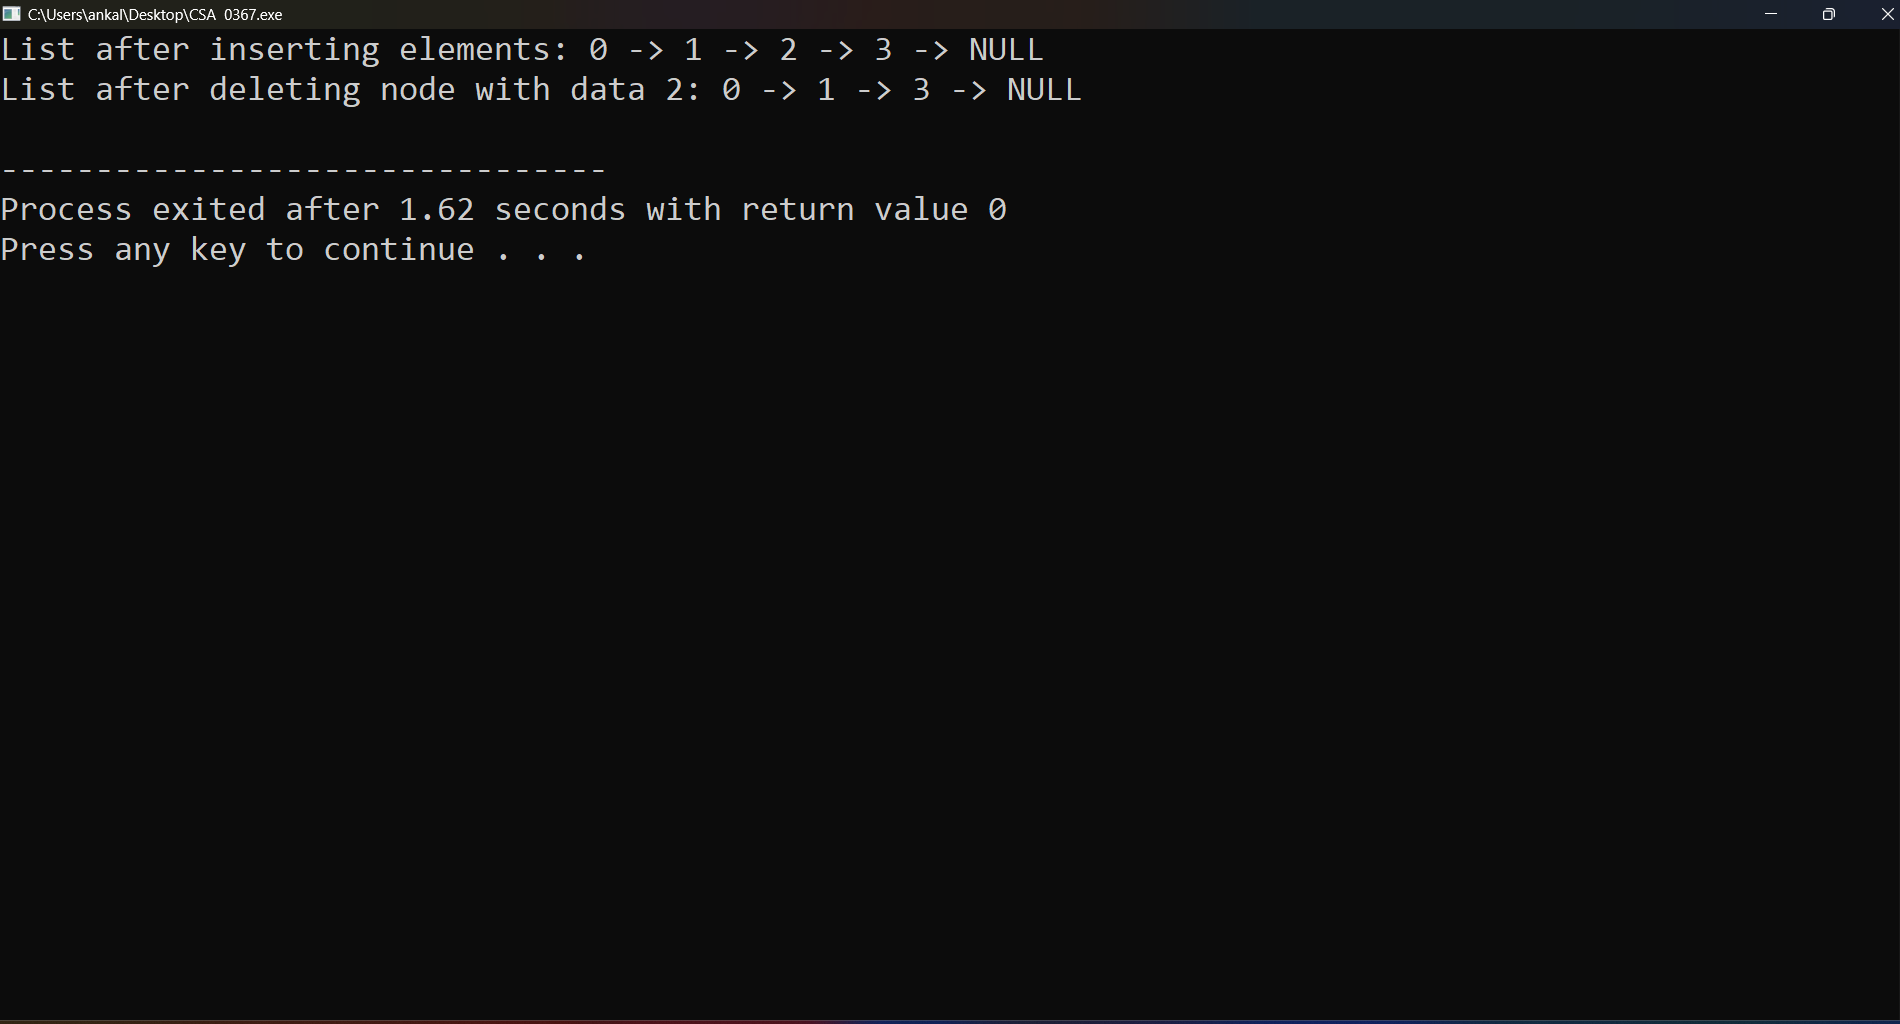 C:\Users\ankal\Desktop\CSA 0367.exe
List after inserting elements: 0 -> 1 -> 2 -> 3 -> NULL
List after deleting node with data 2: 0 -> 1 -> 3 -> NULL
--------------------------------
Process exited after 1.62 seconds with return value 0
Press any key to continue . . .